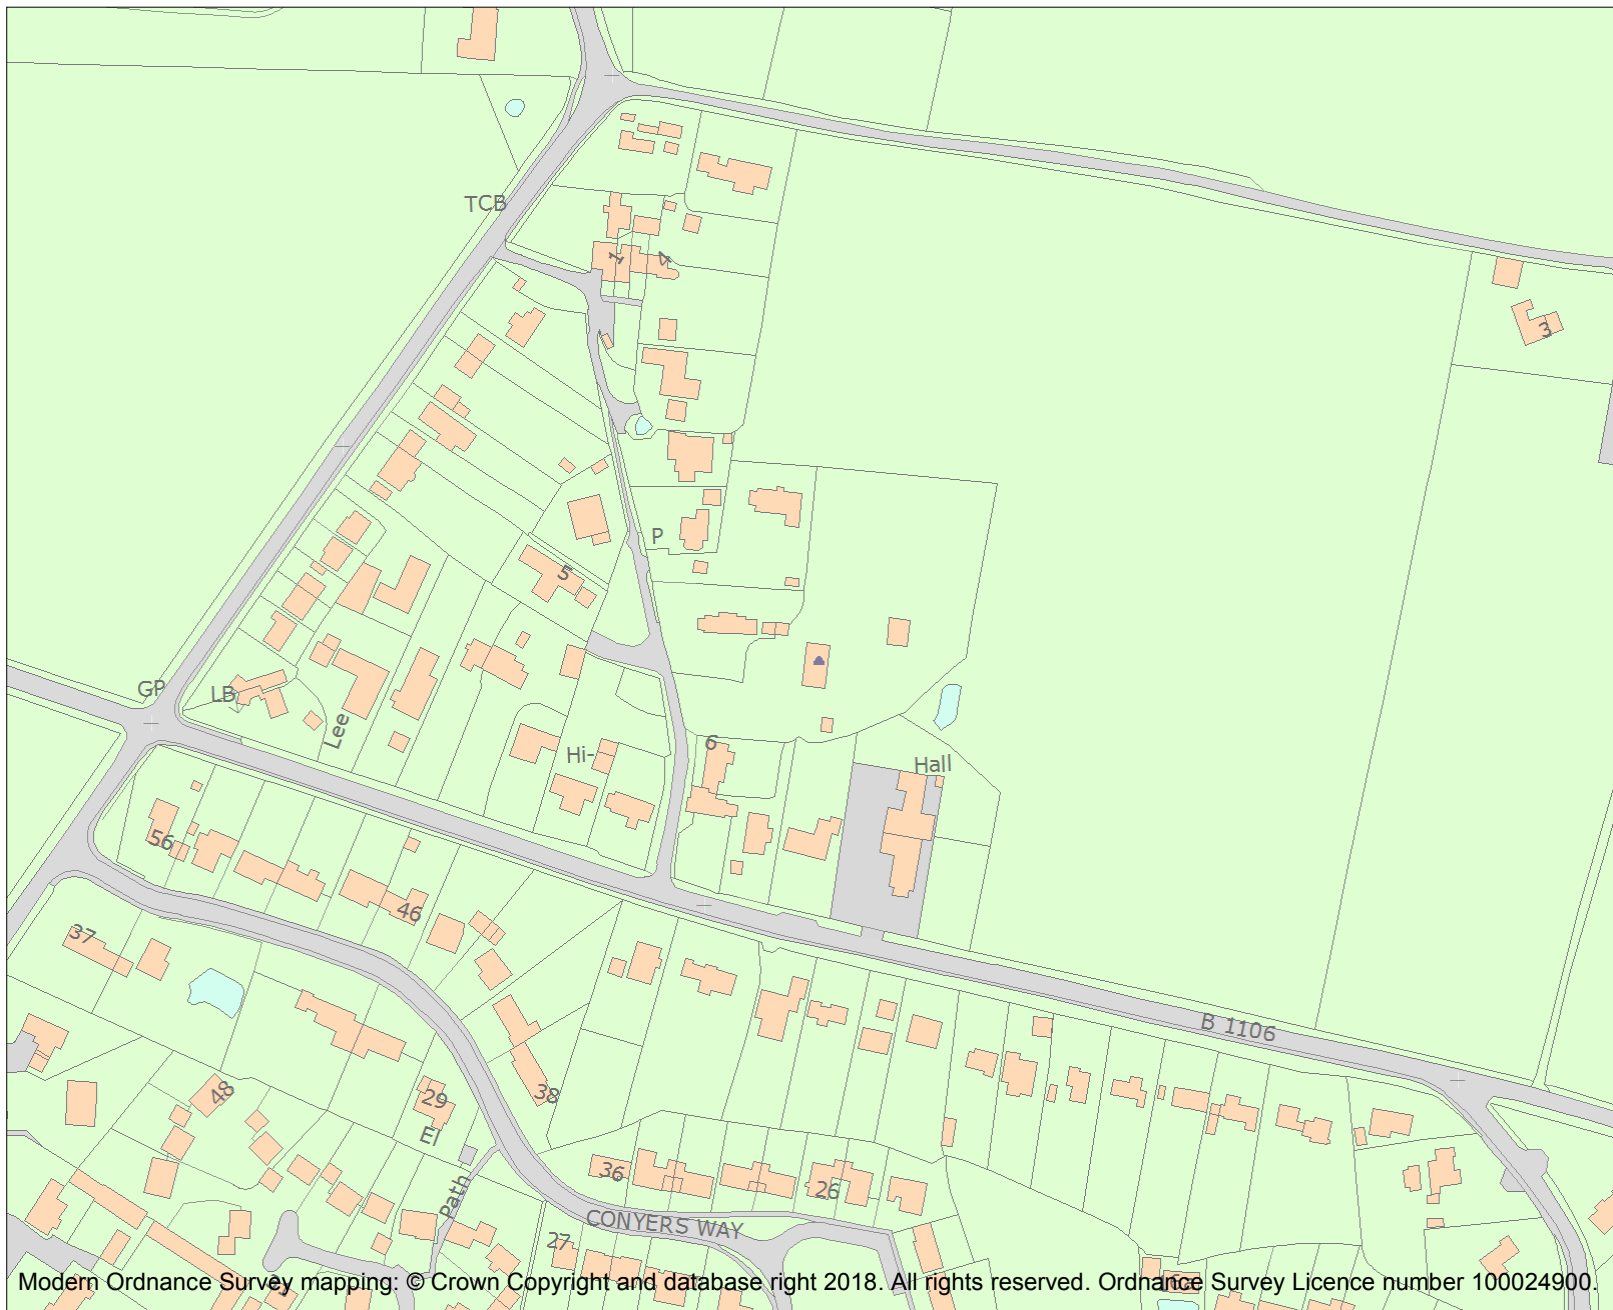 TCB
1
4
3
P
5
GP
LB
Lee
Hi-
6
Hall
56
46
37
B 1106
48
29
El
38
36
26
Path
CONYERS WAY
27
Modern Ordnance Survey mapping: © Crown Copyright and database right 2018. All rights reserved. Ordnance Survey Licence number 100024900.